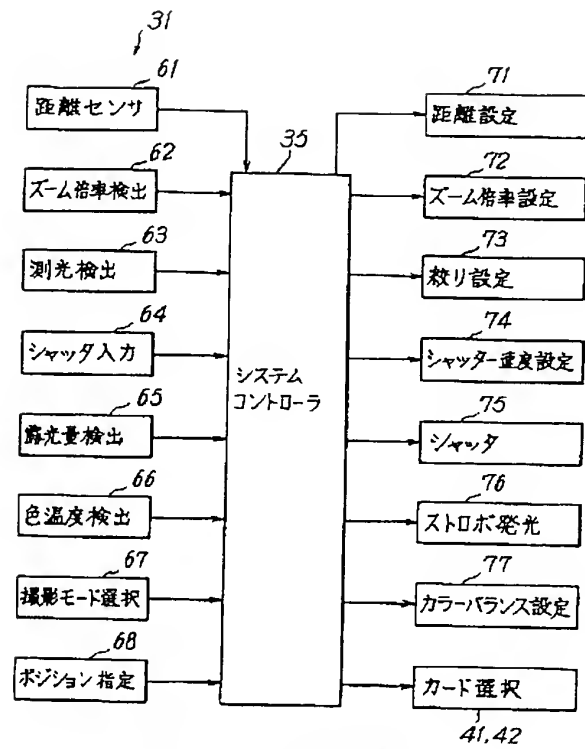 31
61
距離センサ
62
ズーム倍率検出
63
測光検出
64
シャッタ入力
65
露光量検出
66
色温度検出
67
撮影モード選択
68
ポジション指定
35
システム
コントローラ
71
距離設定
72
ズーム倍率設定
73
絞り設定
74
シャッター速度設定
75
シャッタ
76
ストロボ発光
77
カラーバランス設定
カード選択
41,42